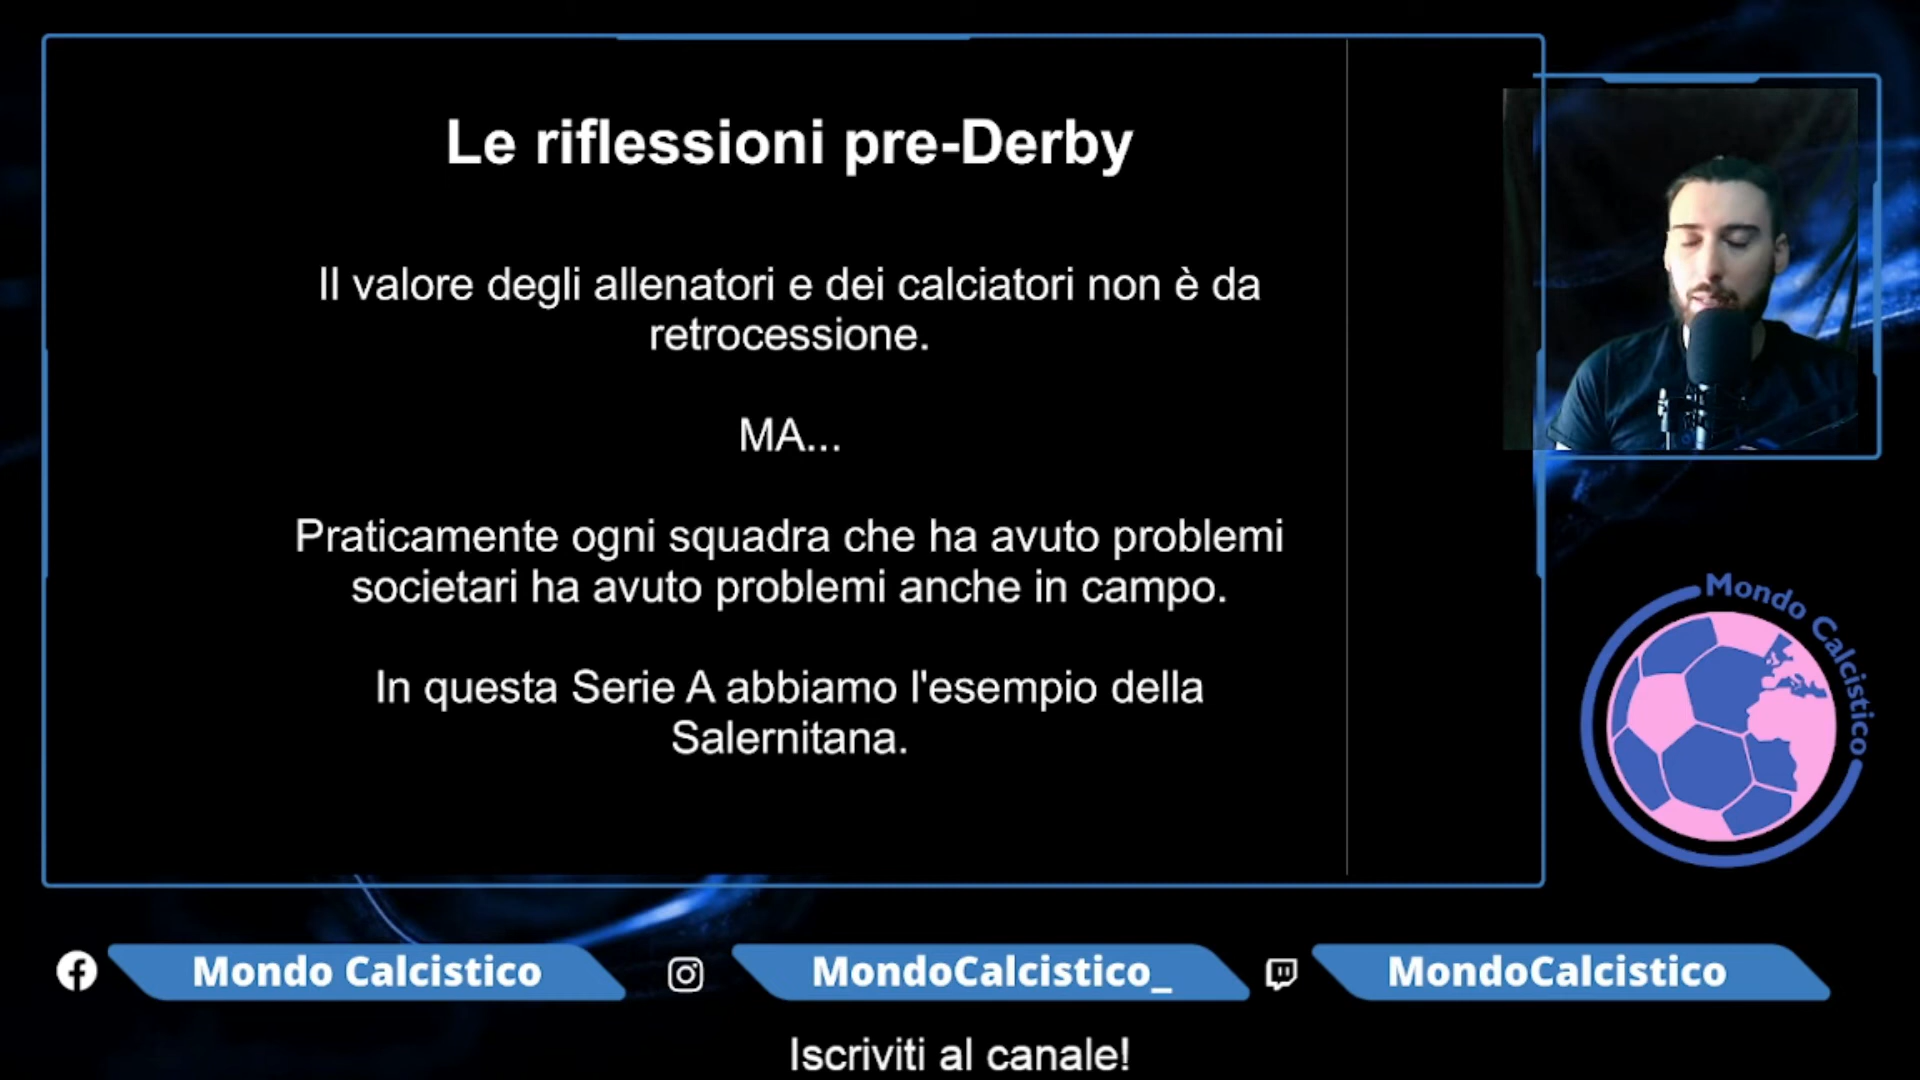 Le riflessioni pre-Derby
Il valore degli allenatori e dei calciatori non è da
retrocessione.
MA...
Praticamente ogni squadra che ha avuto problemi
societari ha avuto problemi anche in campo.
In questa Serie A abbiamo l'esempio della
Salernitana.
Mondo Calcistico
Mondo Calcistico
MondoCalcistico_
MondoCalcistico
Iscriviti al canale!